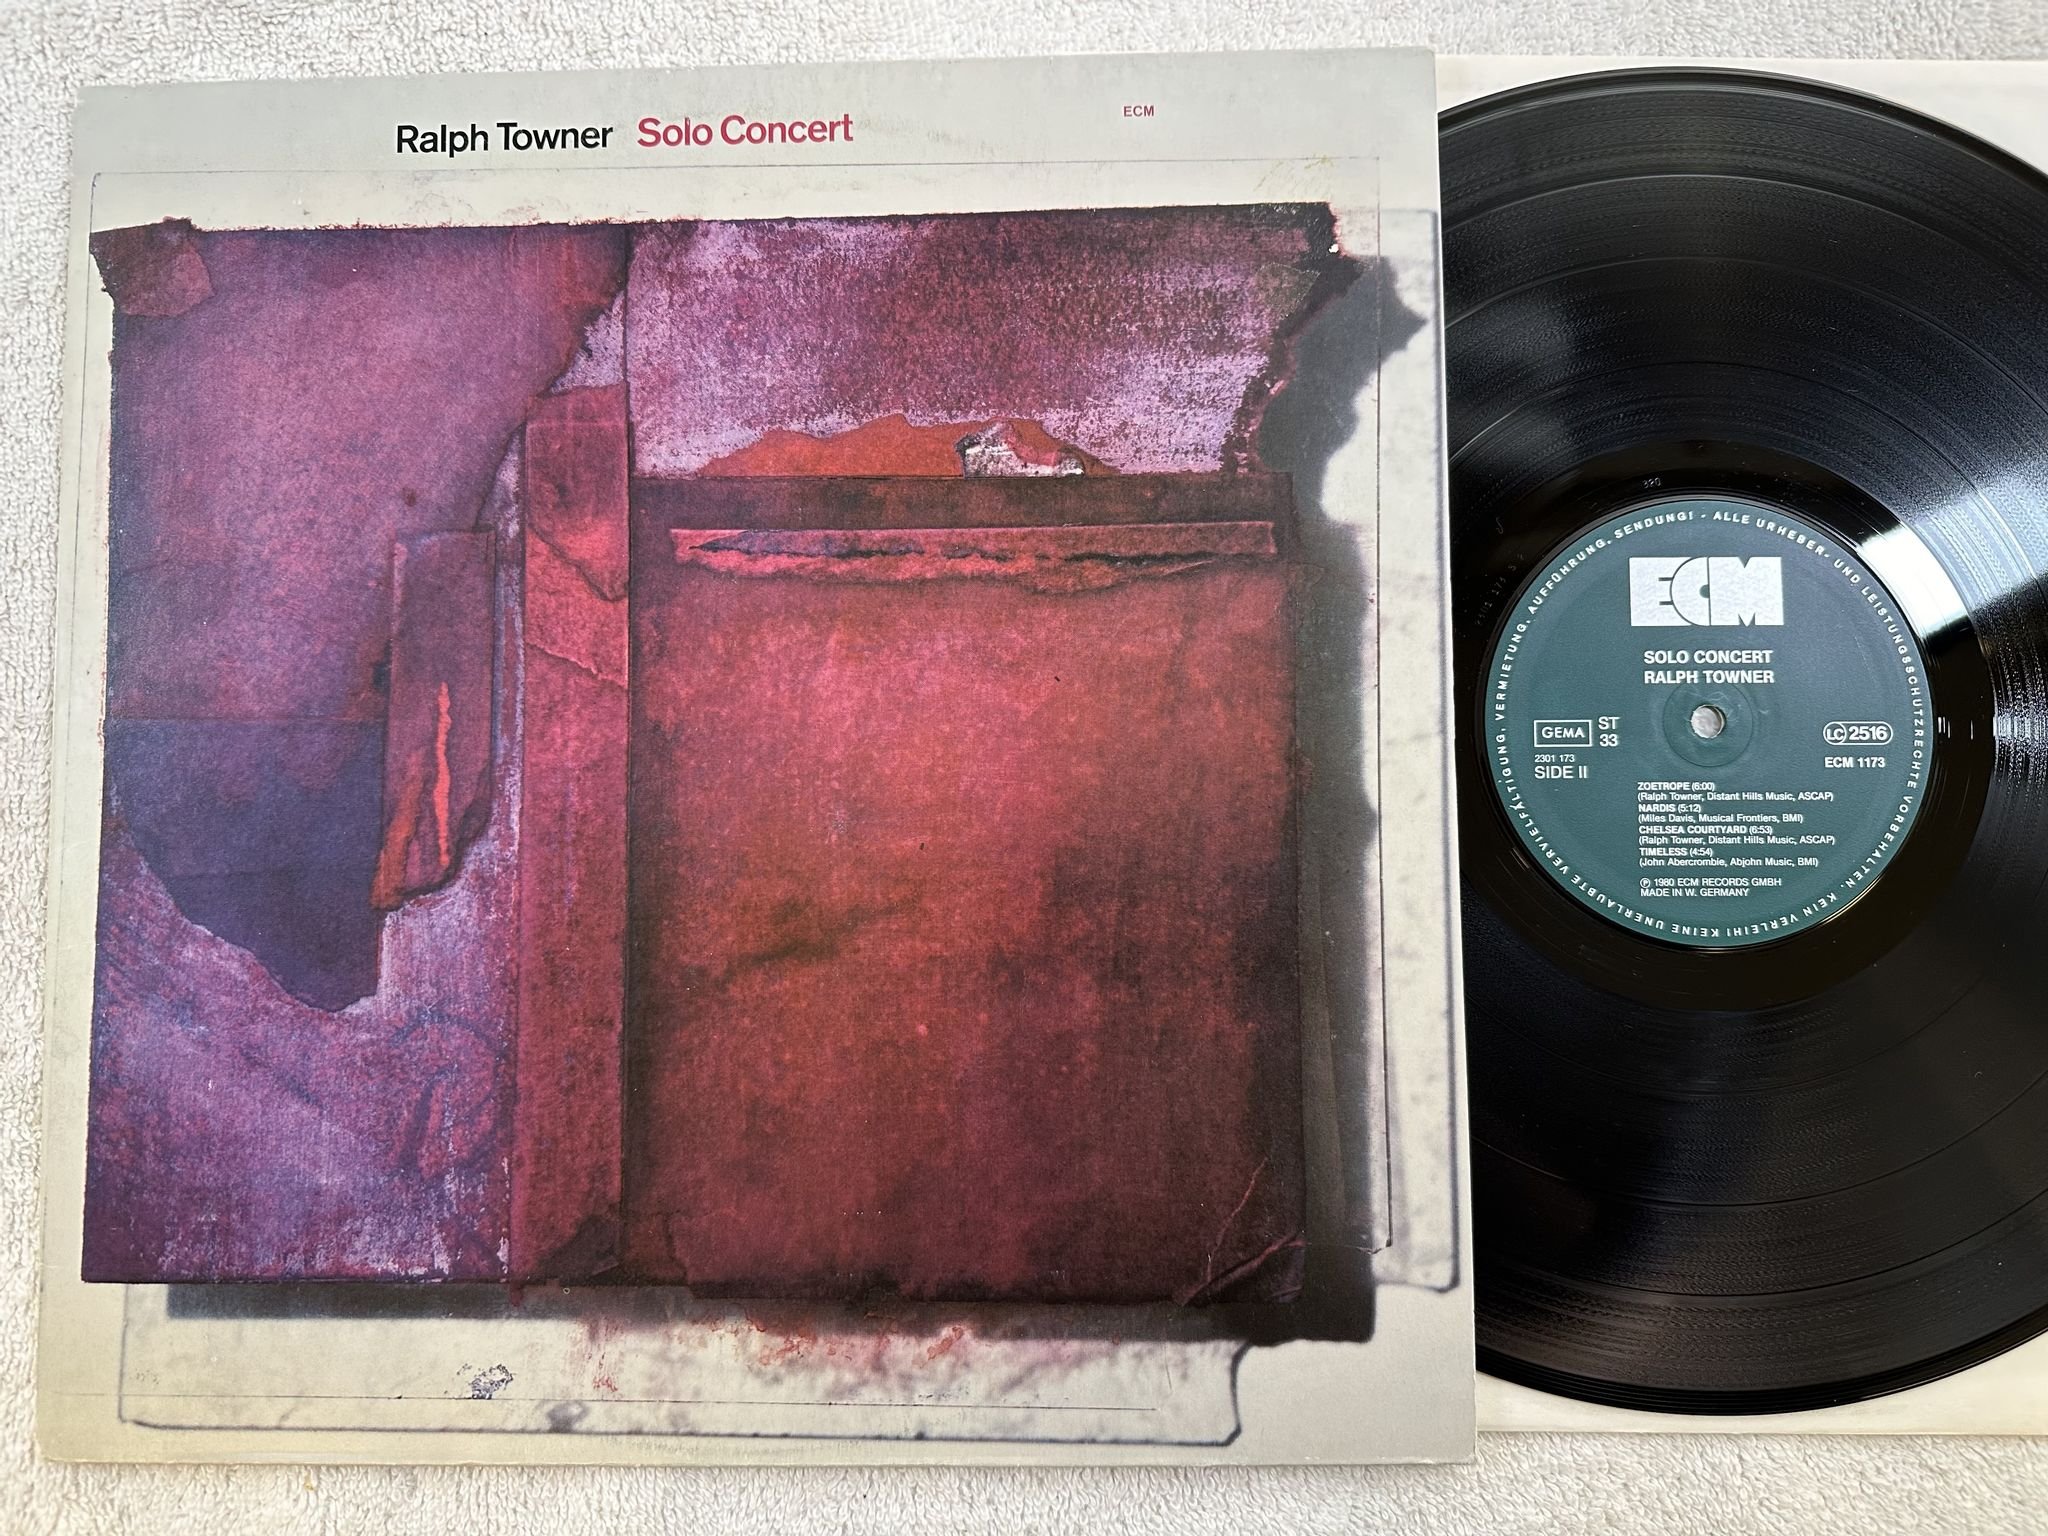 Ralph Towner Solo Concert
ECM
320
ALLE URHEBER- UND LEISTUNGSSCHUTZRECHTE VORBEHALTEN. KEIN VERLEIH! KEINE UNERLAUBTE VERVIELFÄLTIGUNG, VERMIETUNG, AUFFÜHRUNG, SENDUNG! -
ECM
SOLO CONCERT
RALPH TOWNER
GEMA
ST
33
2301 173
SIDE II
LC 2516
ECM 1173
ZOETROPE (6:00)
(Ralph Towner, Distant Hills Music, ASCAP)
NARDIS (5:12)
(Miles Davis, Musical Frontiers, BMI)
CHELSEA COURTYARD (6:53)
(Ralph Towner, Distant Hills Music, ASCAP)
TIMELESS (4:54)
(John Abercrombie, Abjohn Music, BMI)
Ⓟ 1980 ECM RECORDS GMBH
MADE IN W. GERMANY